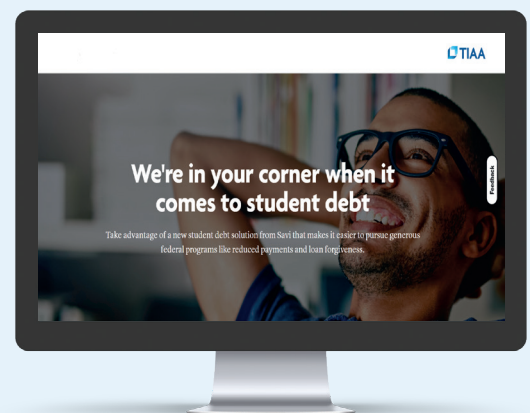 TIAA
We're in your corner when it
comes to student debt
Take advantage of a new student debt solution from Savi that makes it easier to pursue generous
federal programs like reduced payments and loan forgiveness.
Feedback